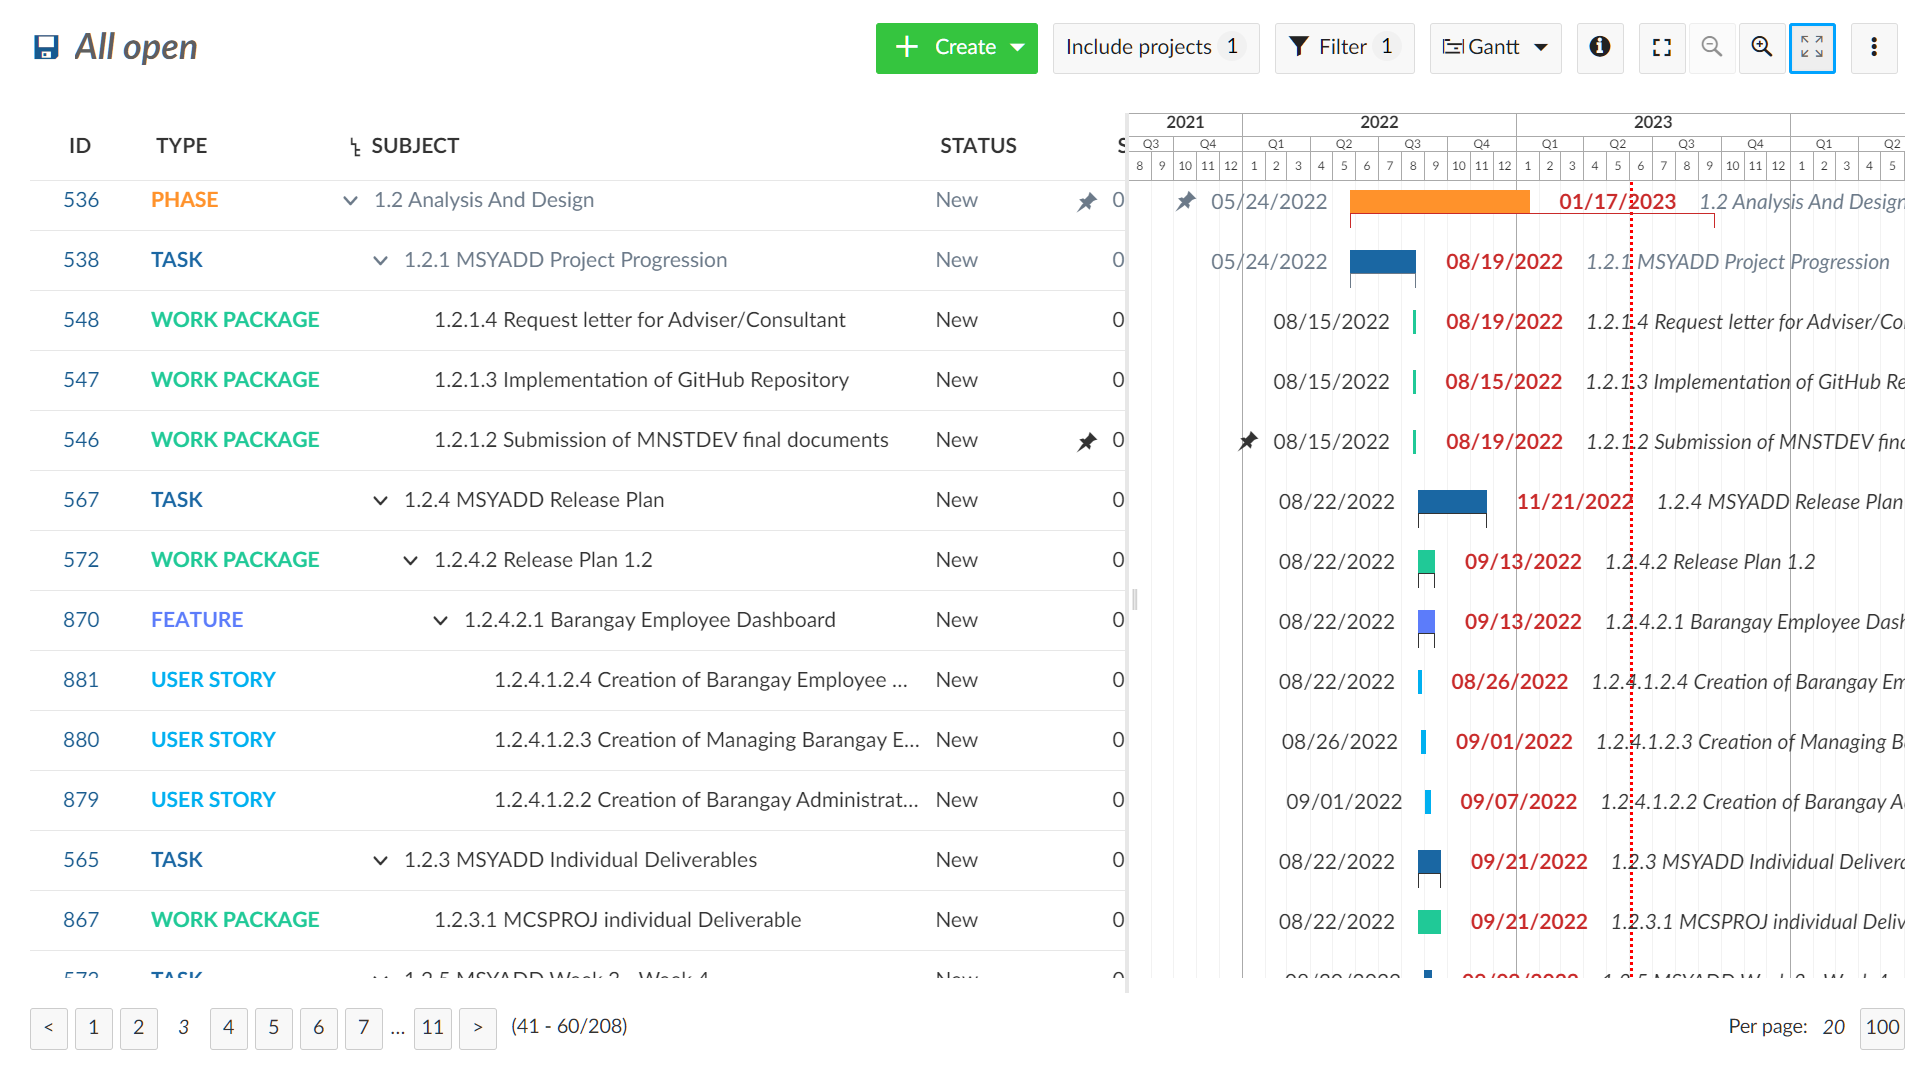 All open
Create
Include projects 1
Filter 1
Gantt
ID TYPE SUBJECT STATUS
2021 2022 2023
Q3 Q4 Q1 Q2 Q3 Q4 Q1 Q2 Q3 Q4 Q1 Q2
8 9 10 11 12 1 2 3 4 5 6 7 8 9 10 11 12 1 2 3 4 5 6 7 8 9 10 11 12 1 2 3 4 5
536 PHASE 1.2 Analysis And Design New 0 05/24/2022 01/17/2023 1.2 Analysis And Design
538 TASK 1.2.1 MSYADD Project Progression New 0 05/24/2022 08/19/2022 1.2.1 MSYADD Project Progression
548 WORK PACKAGE 1.2.1.4 Request letter for Adviser/Consultant New 0 08/15/2022 08/19/2022 1.2.1.4 Request letter for Adviser/Co
547 WORK PACKAGE 1.2.1.3 Implementation of GitHub Repository New 0 08/15/2022 08/15/2022 1.2.1.3 Implementation of GitHub Re
546 WORK PACKAGE 1.2.1.2 Submission of MNSTDEV final documents New 0 08/15/2022 08/19/2022 1.2.1.2 Submission of MNSTDEV fina
567 TASK 1.2.4 MSYADD Release Plan New 0 08/22/2022 11/21/2022 1.2.4 MSYADD Release Plan
572 WORK PACKAGE 1.2.4.2 Release Plan 1.2 New 0 08/22/2022 09/13/2022 1.2.4.2 Release Plan 1.2
870 FEATURE 1.2.4.2.1 Barangay Employee Dashboard New 0 08/22/2022 09/13/2022 1.2.4.2.1 Barangay Employee Dash
881 USER STORY 1.2.4.1.2.4 Creation of Barangay Employee ... New 0 08/22/2022 08/26/2022 1.2.4.1.2.4 Creation of Barangay Em
880 USER STORY 1.2.4.1.2.3 Creation of Managing Barangay E... New 0 08/26/2022 09/01/2022 1.2.4.1.2.3 Creation of Managing B
879 USER STORY 1.2.4.1.2.2 Creation of Barangay Administrat... New 0 09/01/2022 09/07/2022 1.2.4.1.2.2 Creation of Barangay A
565 TASK 1.2.3 MSYADD Individual Deliverables New 0 08/22/2022 09/21/2022 1.2.3 MSYADD Individual Delivera
867 WORK PACKAGE 1.2.3.1 MCSPROJ individual Deliverable New 0 08/22/2022 09/21/2022 1.2.3.1 MCSPROJ individual Deliv
TASK 1.2.5 MSYADD Week New
< 1 2 3 4 5 6 7 ... 11 > (41 - 60/208) Per page: 20 100